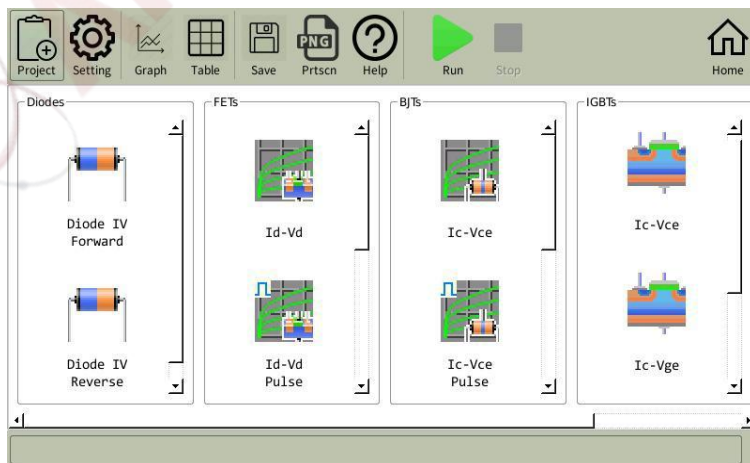 Project Setting Graph Table Save PNG Prtscn Help Run Stop Home
Diodes FETs BJTs IGBTs
Diode IV
Forward
Id-Vd
Ic-Vce
Ic-Vce
Diode IV
Reverse
Id-Vd
Pulse
Ic-Vce
Pulse
Ic-Vge